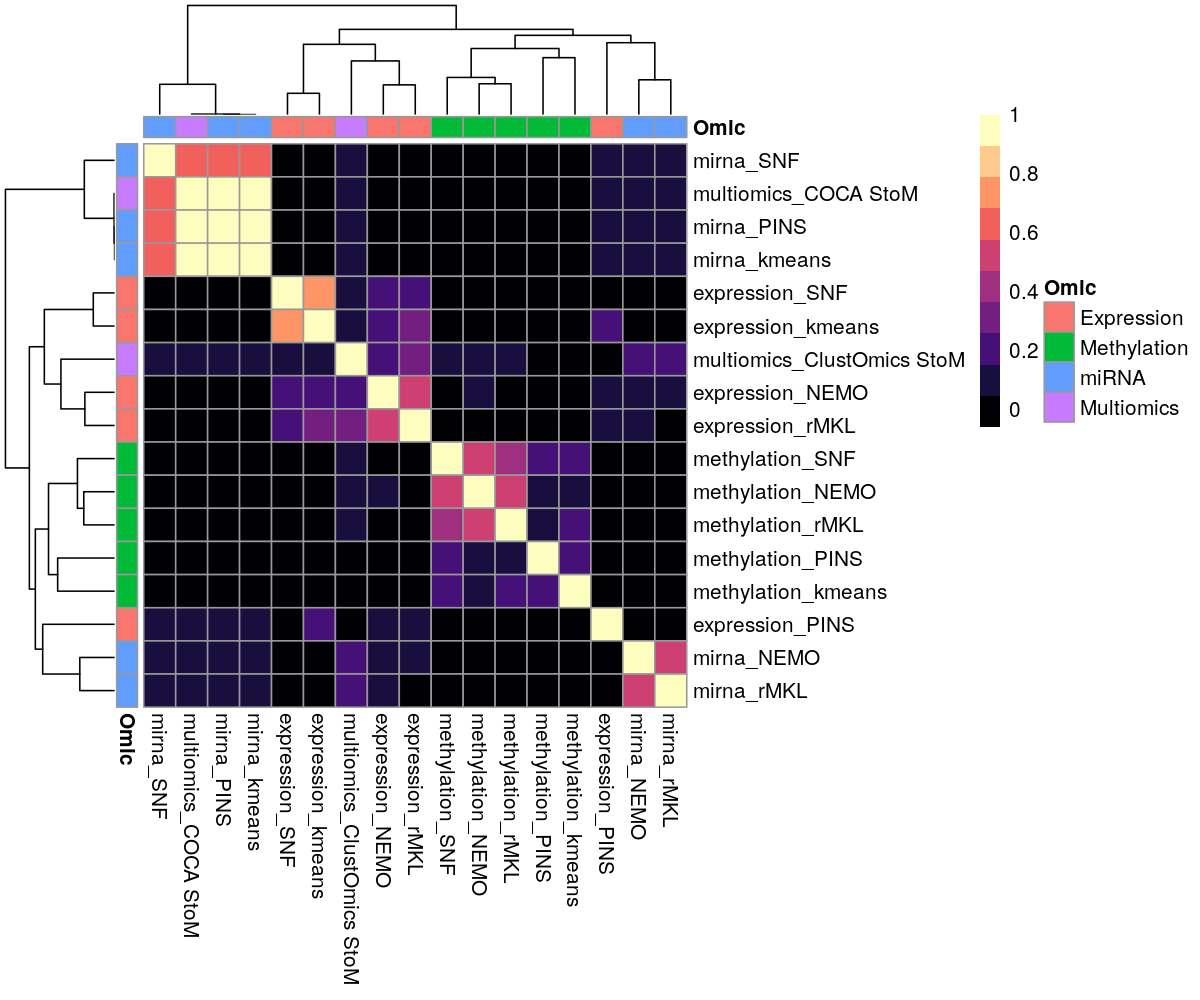 Omic
mirna_SNF
multiomics_COCA StoM
mirna_PINS
mirna_kmeans
expression_SNF
expression_kmeans
multiomics_ClustOmics StoM
expression_NEMO
expression_rMKL
methylation_SNF
methylation_NEMO
methylation_rMKL
methylation_PINS
methylation_kmeans
expression_PINS
mirna_NEMO
mirna_rMKL
Omic
mirna_SNF
multiomics_COCA StoM
mirna_PINS
mirna_kmeans
expression_SNF
expression_kmeans
multiomics_ClustOmics StoM
expression_NEMO
expression_rMKL
methylation_SNF
methylation_NEMO
methylation_rMKL
methylation_PINS
methylation_kmeans
expression_PINS
mirna_NEMO
mirna_rMKL
1
0.8
0.6
0.4
0.2
0
Omic
Expression
Methylation
miRNA
Multiomics